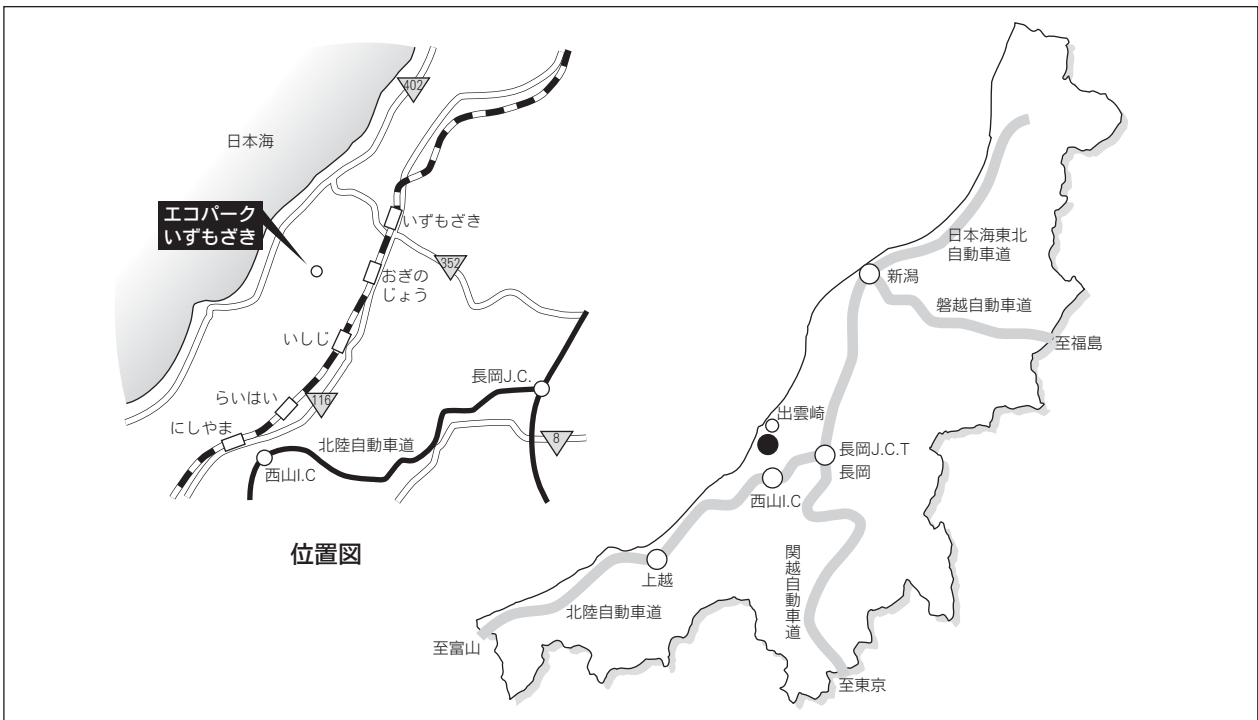 402
日本海
エコパーク
いずもざき
いずもざき
352
おぎの
じょう
いしじ
長岡J.C.
らいはい
116
にしやま
北陸自動車道
8
西山I.C
位置図
日本海東北
自動車道
新潟
磐越自動車道
至福島
出雲崎
長岡J.C.T
長岡
西山I.C
関越自動車道
上越
北陸自動車道
至富山
至東京